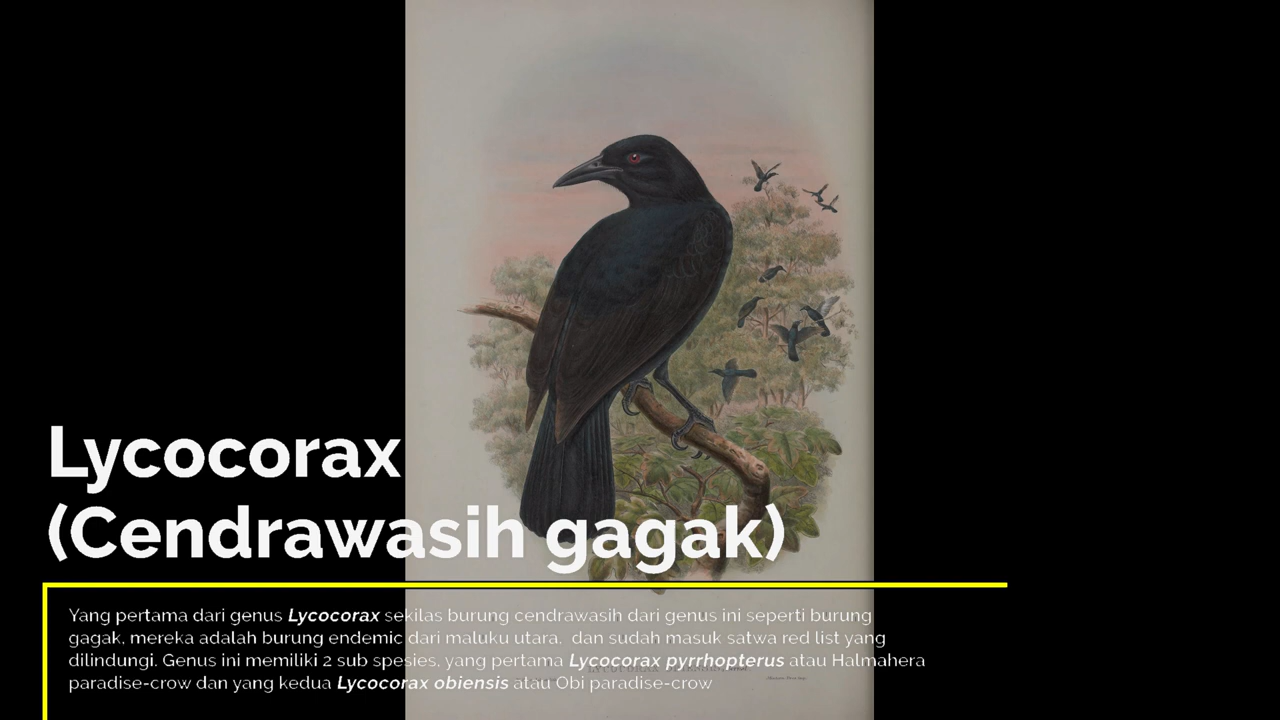 Lycocorax
(Cendrawasih gagak)
Yang pertama dari genus Lycocorax sekilas burung cendrawasih dari genus ini seperti burung
gagak, mereka adalah burung endemic dari maluku utara, dan sudah masuk satwa red list yang
dilindungi. Genus ini memiliki 2 sub spesies, yang pertama Lycocorax pyrrhopterus atau Halmahera
paradise-crow dan yang kedua Lycocorax obiensis atau Obi paradise-crow